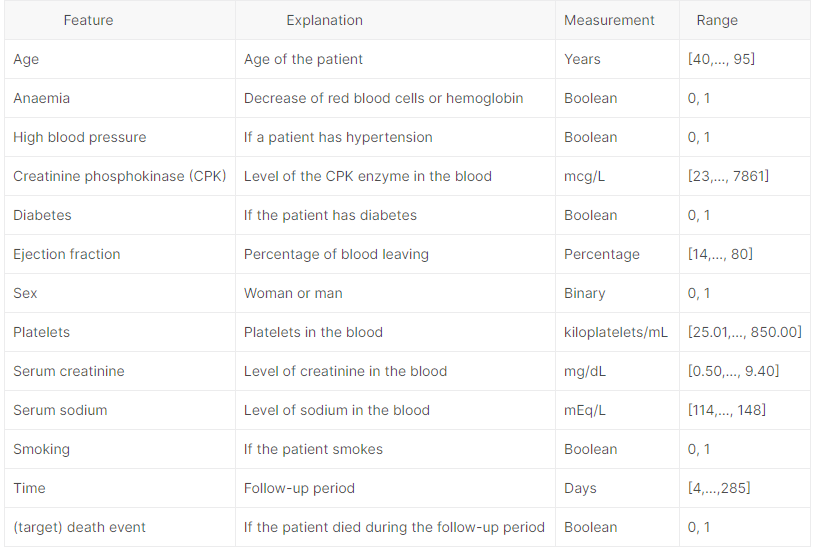 Feature Explanation Measurement Range
Age Age of the patient Years [40,..., 95]
Anaemia Decrease of red blood cells or hemoglobin Boolean 0, 1
High blood pressure If a patient has hypertension Boolean 0, 1
Creatinine phosphokinase (CPK) Level of the CPK enzyme in the blood mcg/L [23,..., 7861]
Diabetes If the patient has diabetes Boolean 0, 1
Ejection fraction Percentage of blood leaving Percentage [14,..., 80]
Sex Woman or man Binary 0, 1
Platelets Platelets in the blood kiloplatelets/mL [25.01,..., 850.00]
Serum creatinine Level of creatinine in the blood mg/dL [0.50,..., 9.40]
Serum sodium Level of sodium in the blood mEq/L [114,..., 148]
Smoking If the patient smokes Boolean 0, 1
Time Follow-up period Days [4,...,285]
(target) death event If the patient died during the follow-up period Boolean 0, 1